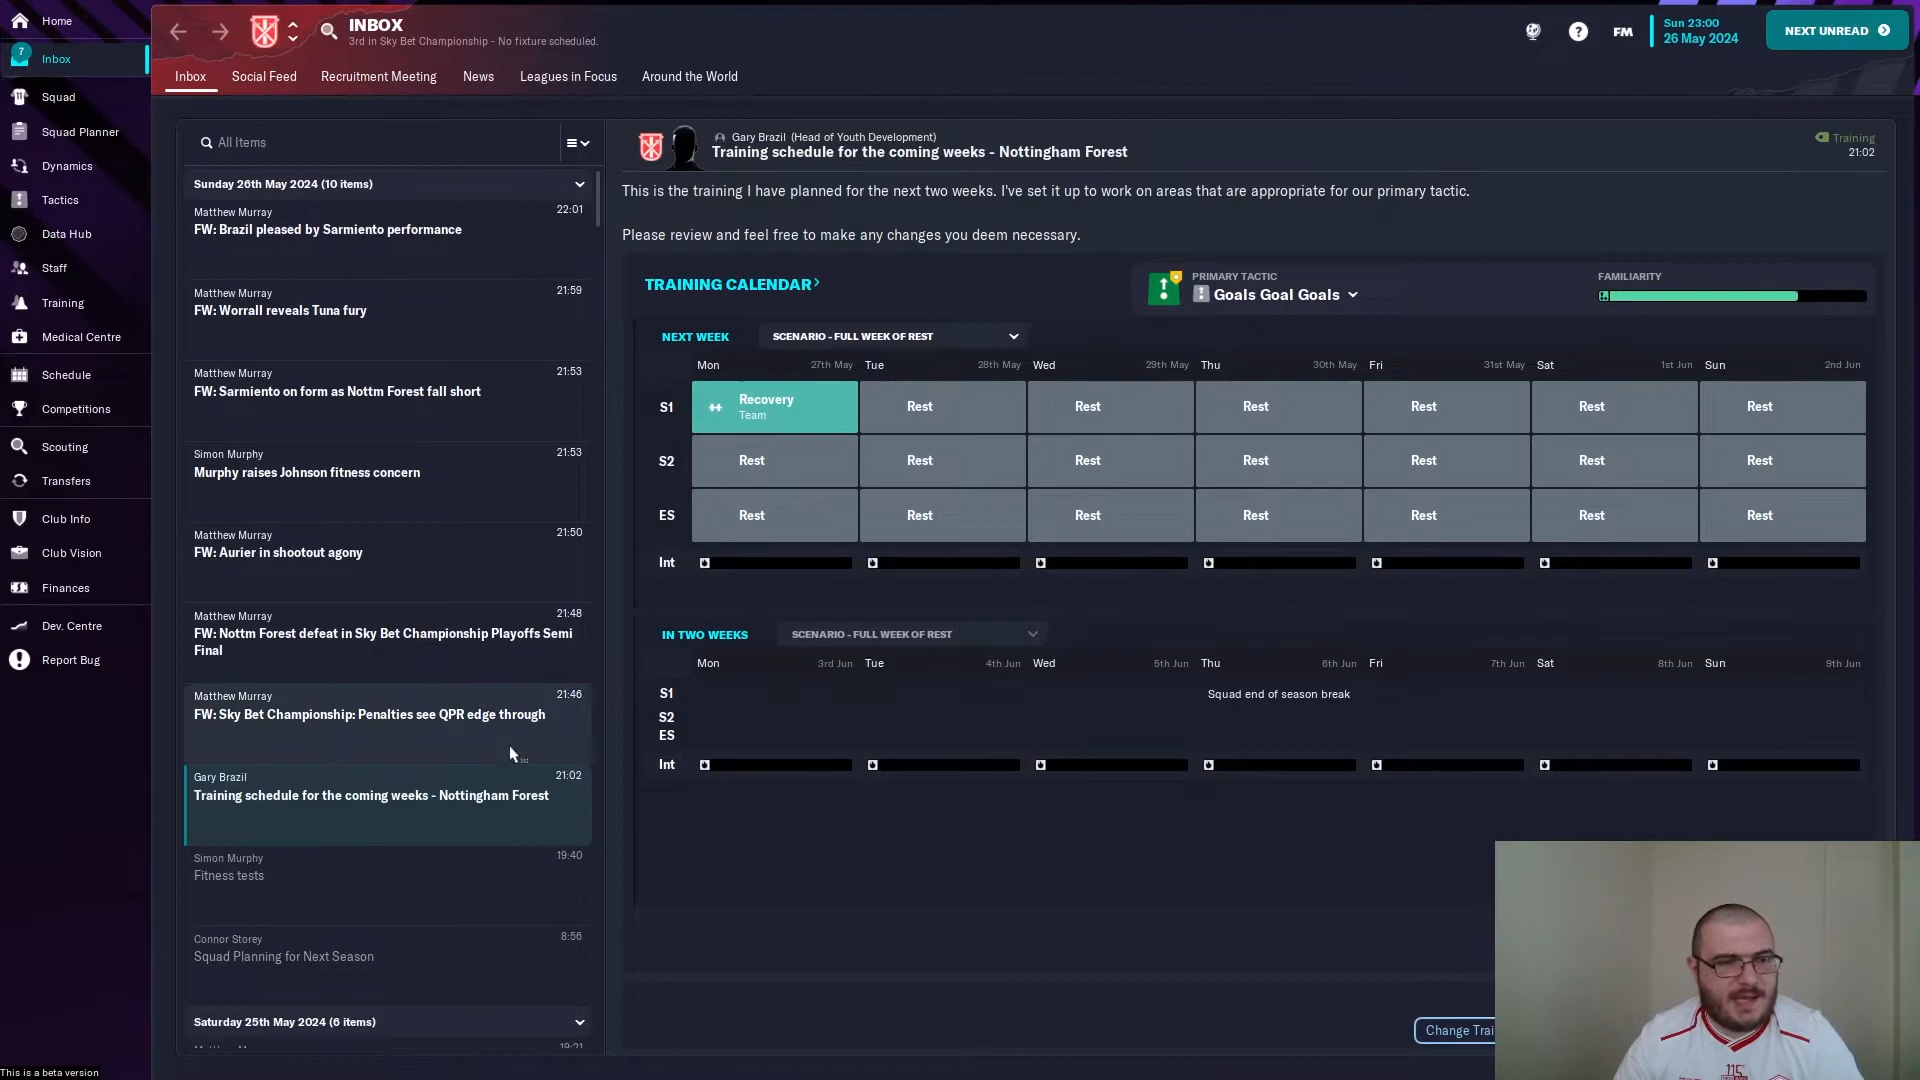 Home
7
Inbox
Squad
Squad Planner
Dynamics
Tactics
Data Hub
Staff
Training
Medical Centre
Schedule
Competitions
Scouting
Transfers
Club Info
Club Vision
Finances
Dev. Centre
Report Bug
This is a beta version
INBOX
3rd in Sky Bet Championship - No fixture scheduled.
FM
Sun 23:00
26 May 2024
NEXT UNREAD
Inbox Social Feed Recruitment Meeting News Leagues in Focus Around the World
All Items
Sunday 26th May 2024 (10 items)
Matthew Murray 22:01
FW: Brazil pleased by Sarmiento performance
Matthew Murray 21:59
FW: Worrall reveals Tuna fury
Matthew Murray 21:53
FW: Sarmiento on form as Nottm Forest fall short
Simon Murphy 21:53
Murphy raises Johnson fitness concern
Matthew Murray 21:50
FW: Aurier in shootout agony
Matthew Murray 21:48
FW: Nottm Forest defeat in Sky Bet Championship Playoffs Semi
Final
Matthew Murray 21:46
FW: Sky Bet Championship: Penalties see QPR edge through
Gary Brazil 21:02
Training schedule for the coming weeks - Nottingham Forest
Simon Murphy 19:40
Fitness tests
Connor Storey 8:56
Squad Planning for Next Season
Saturday 25th May 2024 (6 items)
Gary Brazil (Head of Youth Development)
Training schedule for the coming weeks - Nottingham Forest
Training
21:02
This is the training I have planned for the next two weeks. I've set it up to work on areas that are appropriate for our primary tactic.
Please review and feel free to make any changes you deem necessary.
TRAINING CALENDAR
PRIMARY TACTIC
Goals Goal Goals
FAMILIARITY
NEXT WEEK SCENARIO - FULL WEEK OF REST
Mon 27th May Tue 28th May Wed 29th May Thu 30th May Fri 31st May Sat 1st Jun Sun 2nd Jun
S1 Recovery Team Rest Rest Rest Rest Rest Rest
S2 Rest Rest Rest Rest Rest Rest Rest
ES Rest Rest Rest Rest Rest Rest Rest
Int
IN TWO WEEKS SCENARIO - FULL WEEK OF REST
Mon 3rd Jun Tue 4th Jun Wed 5th Jun Thu 6th Jun Fri 7th Jun Sat 8th Jun Sun 9th Jun
S1 Squad end of season break
S2
ES
Int
Change Trai